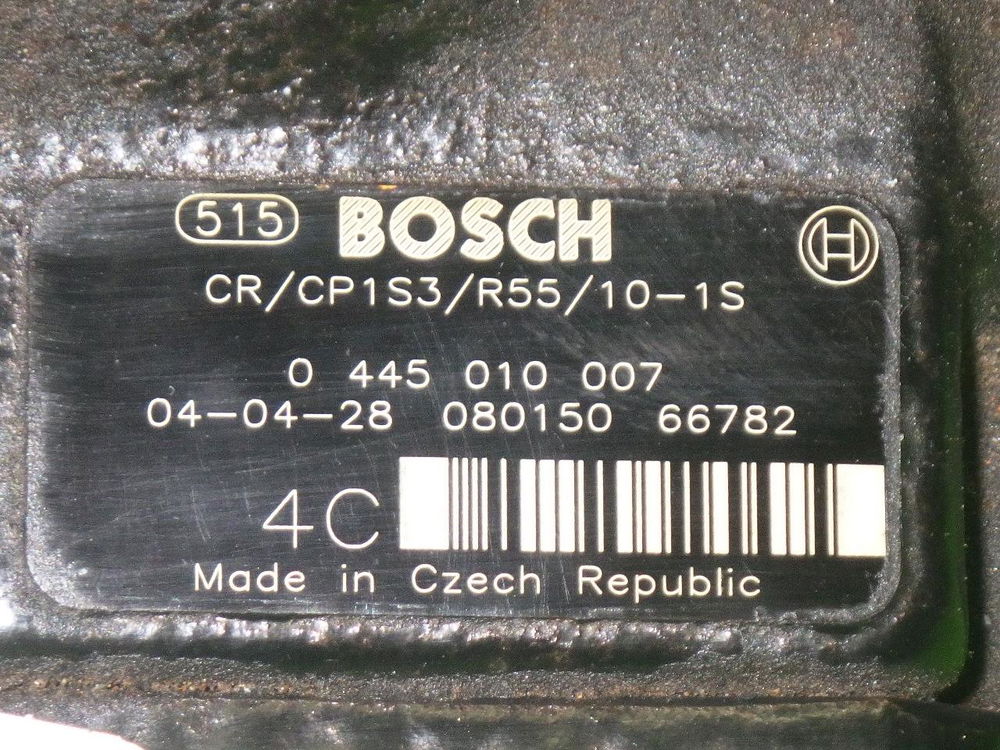 515 BOSCH
CR/CP1S3/R55/10-1S
0 445 010 007
04-04-28 080150 66782
4C
Made in Czech Republic